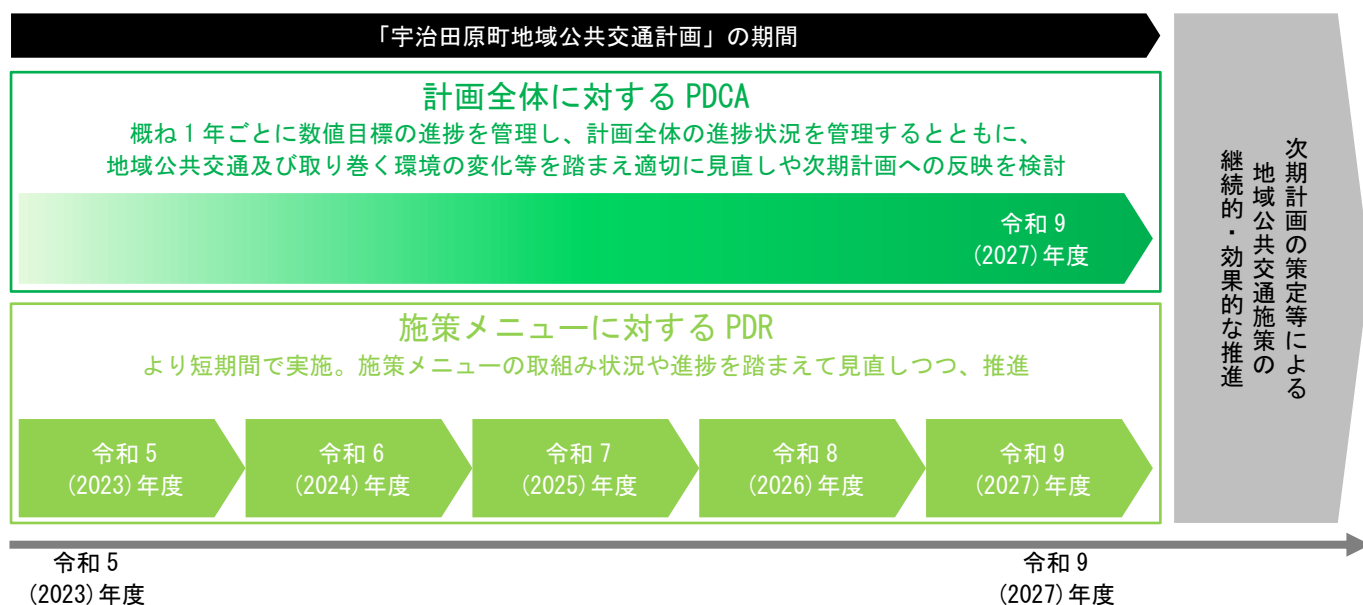 「宇治田原町地域公共交通計画」の期間
計画全体に対する PDCA
概ね１年ごとに数値目標の進捗を管理し、計画全体の進捗状況を管理するとともに、
地域公共交通及び取り巻く環境の変化等を踏まえ適切に見直しや次期計画への反映を検討
令和 9
(2027)年度
施策メニューに対する PDR
より短期間で実施。施策メニューの取組み状況や進捗を踏まえて見直しつつ、推進
令和 5
(2023)年度
令和 6
(2024)年度
令和 7
(2025)年度
令和 8
(2026)年度
令和 9
(2027)年度
次期計画の策定等による
地域公共交通施策の
継続的・効果的な推進
令和 5
(2023)年度
令和 9
(2027)年度